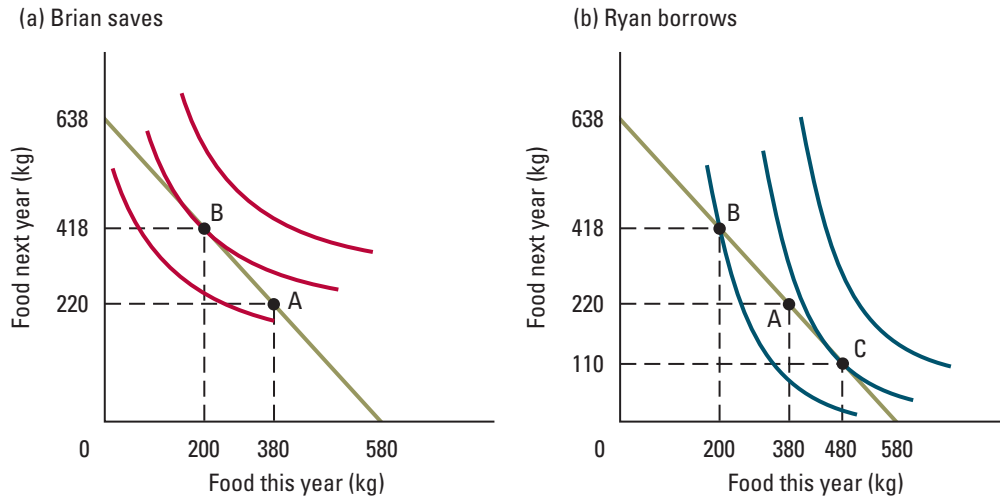 (a) Brian saves
Food next year (kg)
638
418
220
B
A
0
200
380
580
Food this year (kg)
(b) Ryan borrows
Food next year (kg)
638
418
220
110
B
A
C
0
200
380
480
580
Food this year (kg)